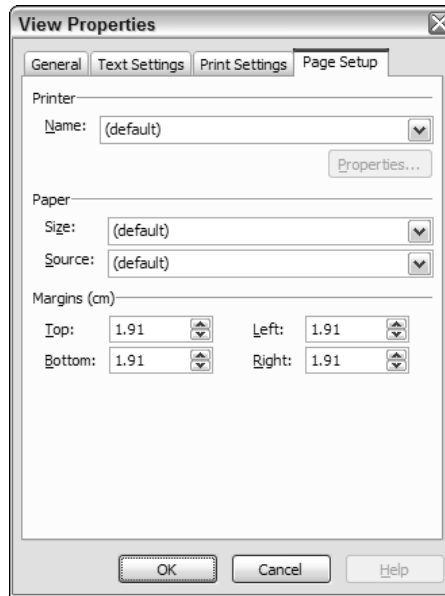 View Properties
General Text Settings Print Settings Page Setup
Printer
Name: (default)
Properties...
Paper
Size: (default)
Source: (default)
Margins (cm)
Top: 1.91 Left: 1.91
Bottom: 1.91 Right: 1.91
OK Cancel Help